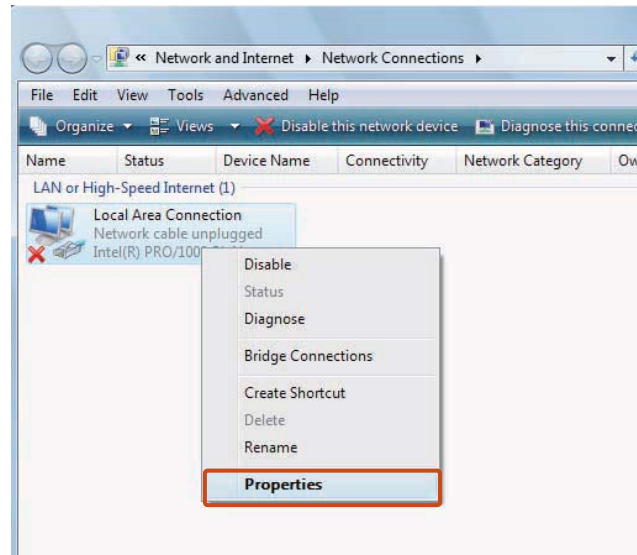 « Network and Internet ▸ Network Connections ▸
File Edit View Tools Advanced Help
Organize Views Disable this network device Diagnose this connec
Name Status Device Name Connectivity Network Category Ow
LAN or High-Speed Internet (1)
Local Area Connection
Network cable unplugged
Intel(R) PRO/100
Disable
Status
Diagnose
Bridge Connections
Create Shortcut
Delete
Rename
Properties